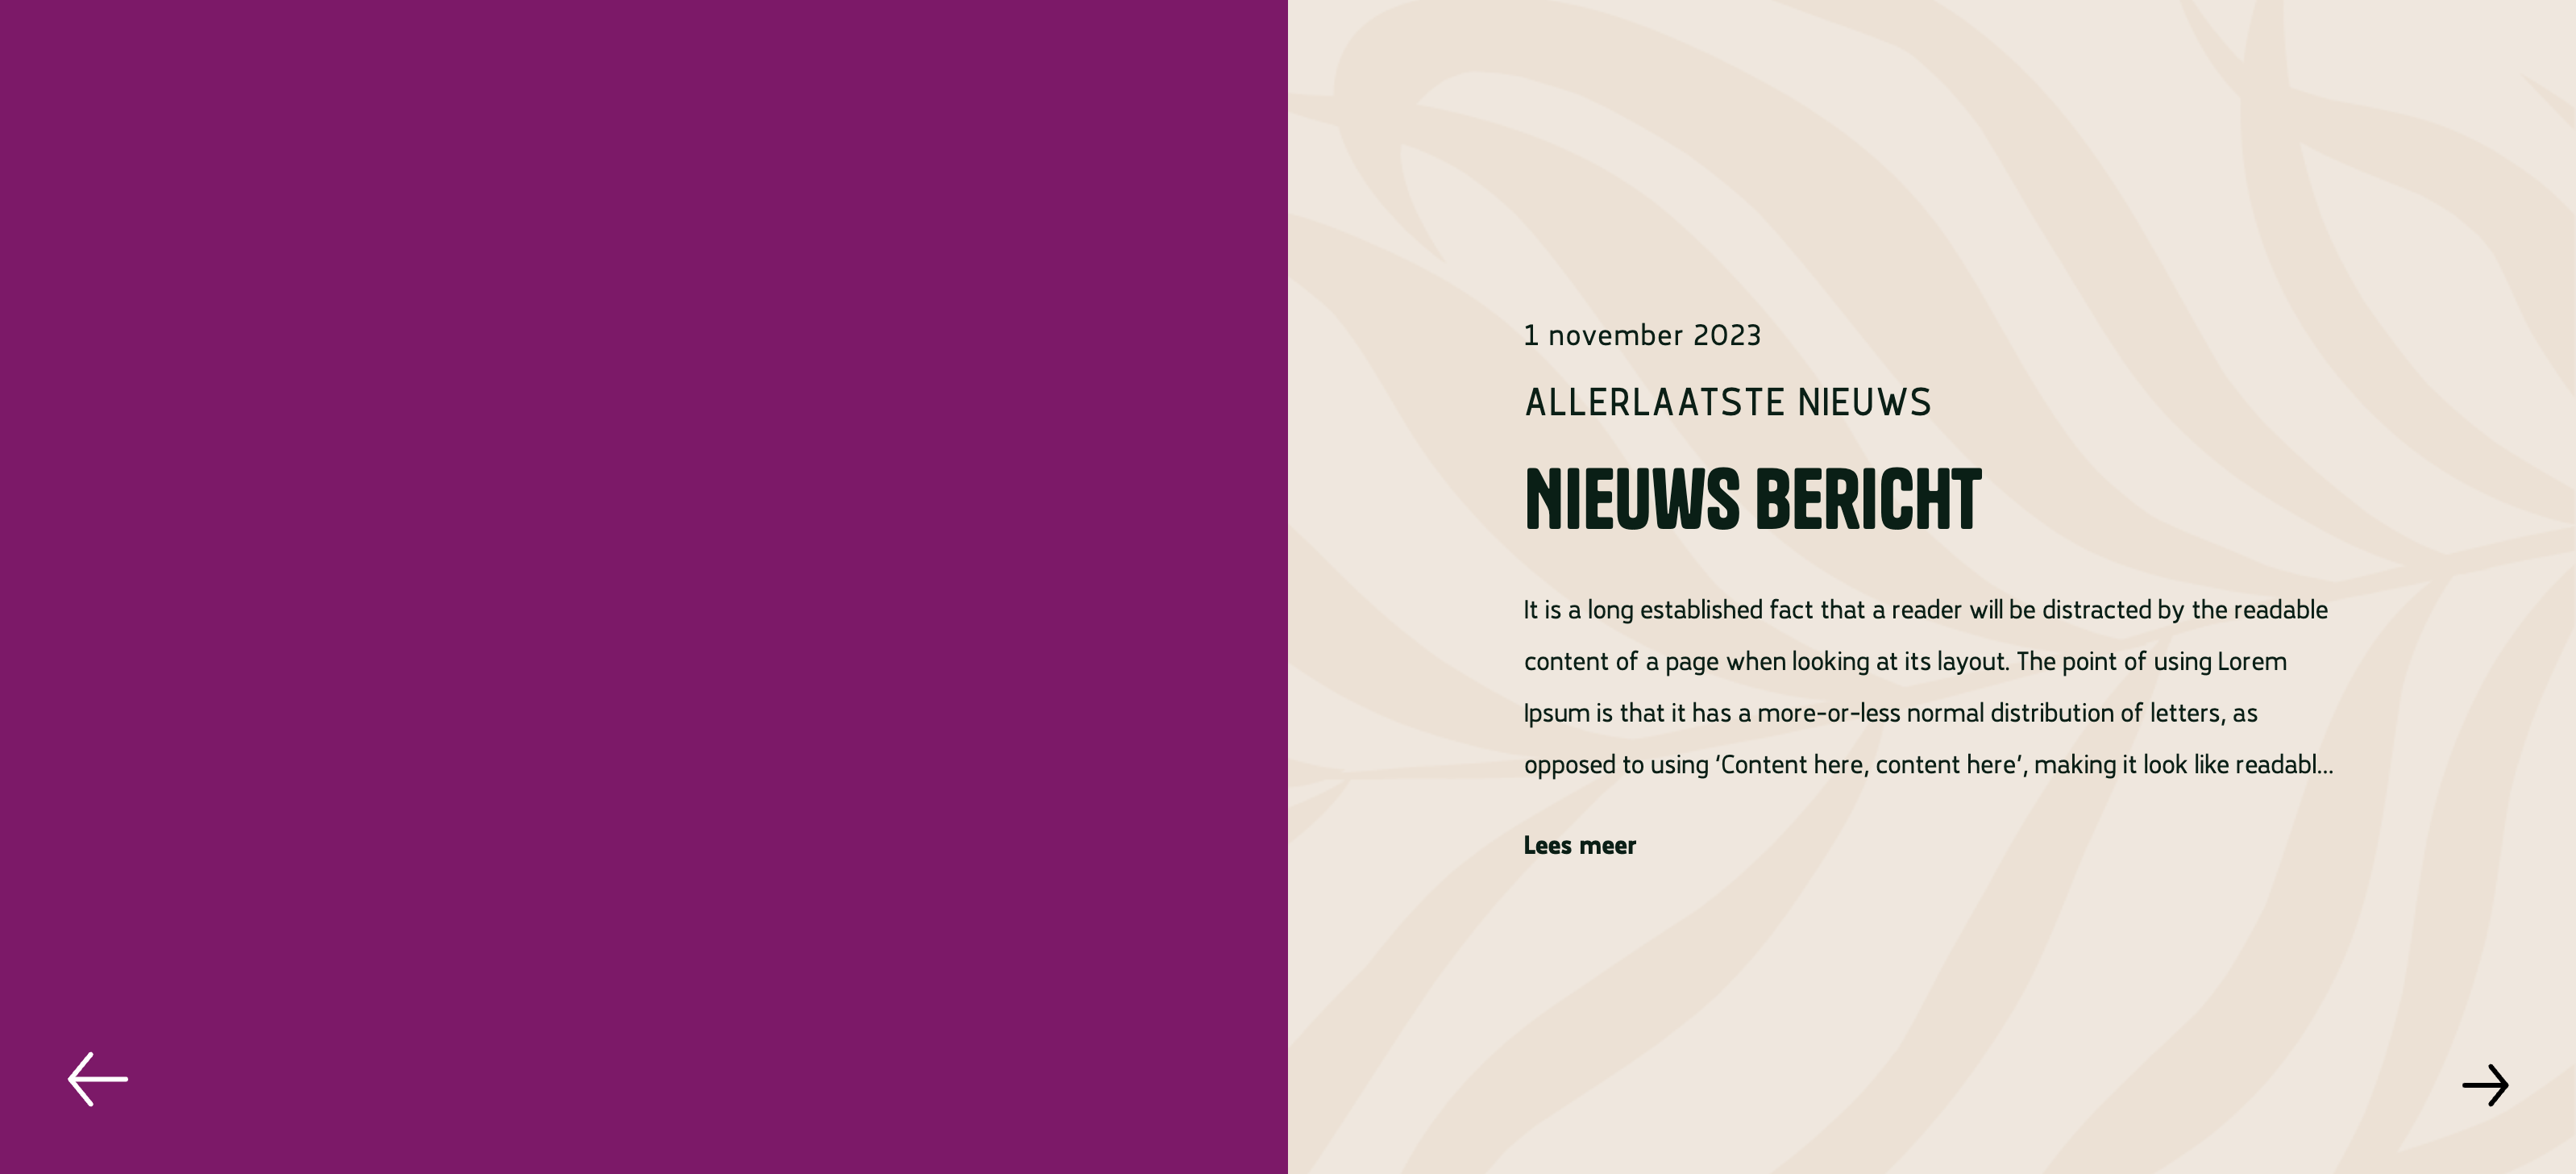 1 november 2023
ALLERLAATSTE NIEUWS
NIEUWS BERICHT
It is a long established fact that a reader will be distracted by the readable
content of a page when looking at its layout. The point of using Lorem
Ipsum is that it has a more-or-less normal distribution of letters, as
opposed to using ‘Content here, content here’, making it look like readabl...
Lees meer